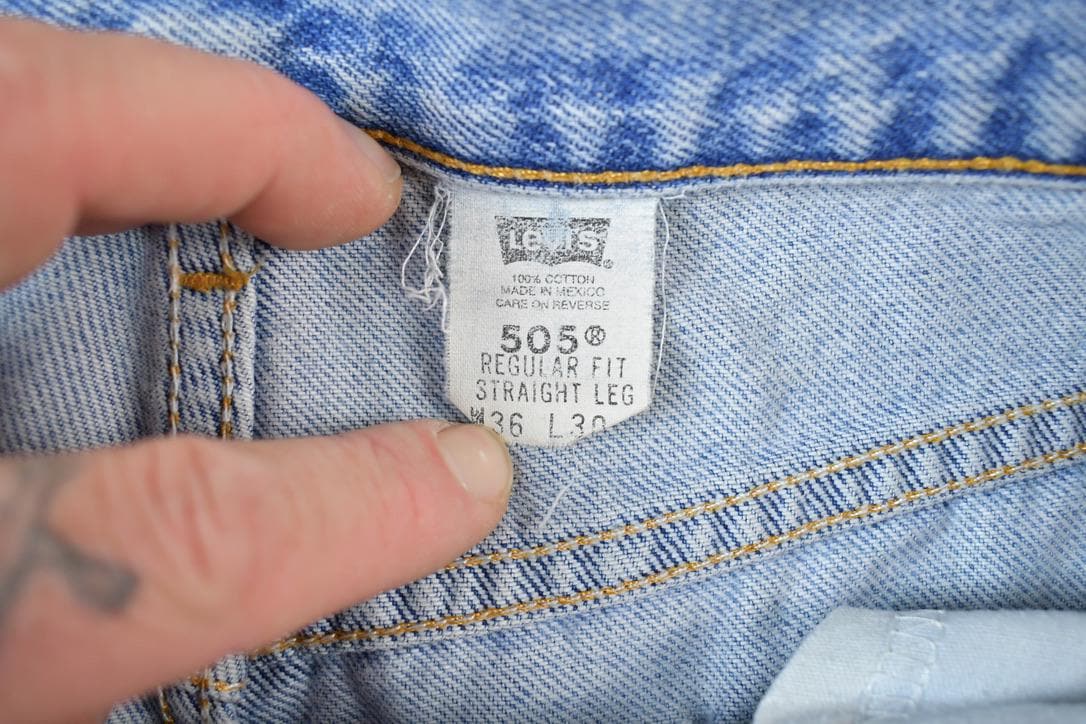 Levi's®
100% COTTON
MADE IN MEXICO
CARE ON REVERSE
505®
REGULAR FIT
STRAIGHT LEG
W36 L30